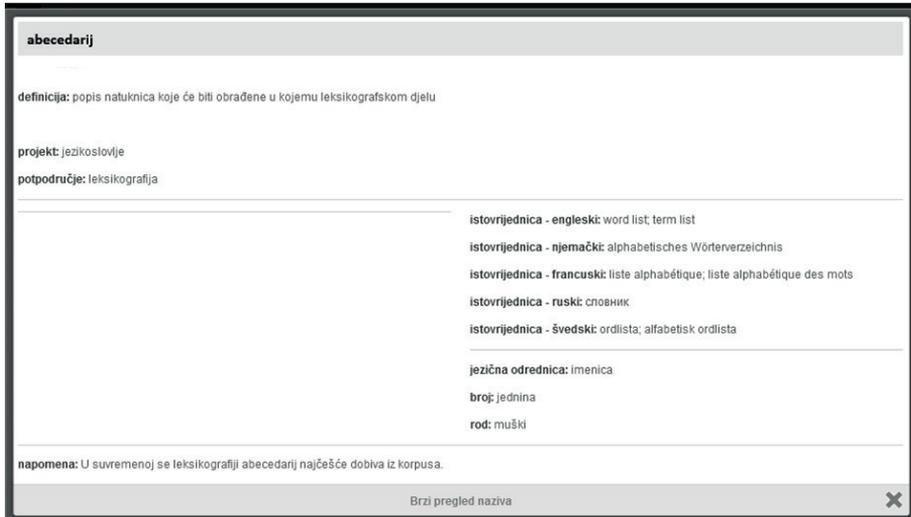 abecedarij
definicija: popis natuknica koje će biti obrađene u kojemu leksikografskom djelu
projekt: jezikoslovlje
potpodručje: leksikografija
istovrijednica - engleski: word list; term list
istovrijednica - njemački: alphabetisches Wörterverzeichnis
istovrijednica - francuski: liste alphabétique; liste alphabétique des mots
istovrijednica - ruski: словник
istovrijednica - švedski: ordlista; alfabetisk ordlista
jezična odrednica: imenica
broj: jednina
rod: muški
napomena: U suvremenoj se leksikografiji abecedarij najčešće dobiva iz korpusa.
Brzi pregled naziva